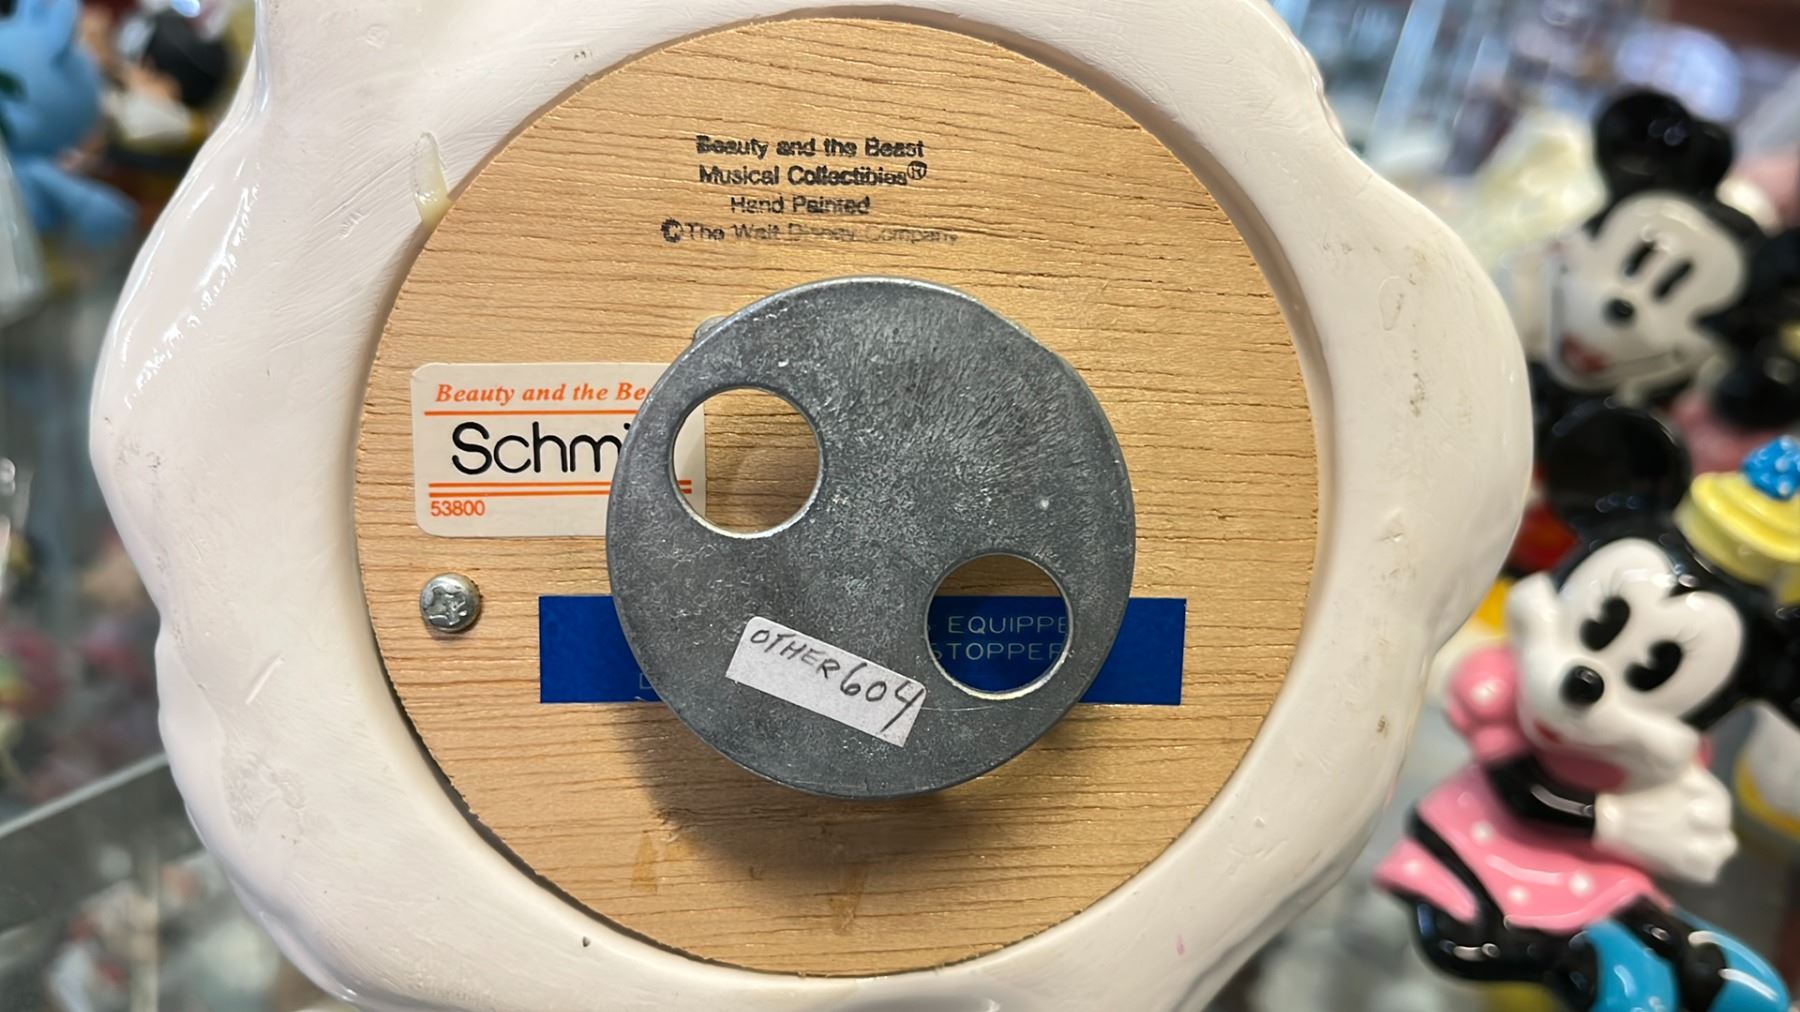 Beauty and the Beast
Musical Collectibles®
Hand Painted
©The Walt Disney Company
Beauty and the Be
Schmi
53800
EQUIPPE
STOPPER
OTHER 604